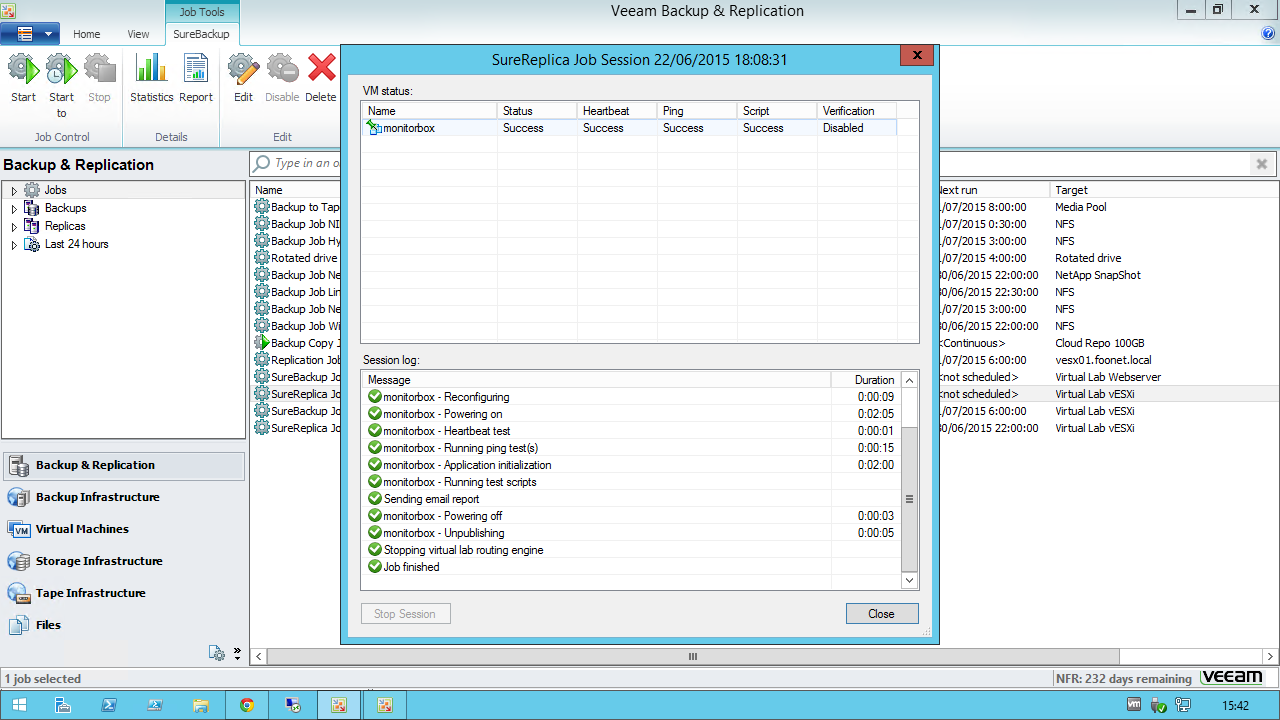 Job Tools
Veeam Backup & Replication
Home View SureBackup
Start Start to Stop Statistics Report Edit Disable Delete
Job Control Details Edit
SureReplica Job Session 22/06/2015 18:08:31
VM status:
Name Status Heartbeat Ping Script Verification
monitorbox Success Success Success Success Disabled
Session log:
Message Duration
monitorbox - Reconfiguring 0:00:09
monitorbox - Powering on 0:02:05
monitorbox - Heartbeat test 0:00:01
monitorbox - Running ping test(s) 0:00:15
monitorbox - Application initialization 0:02:00
monitorbox - Running test scripts
Sending email report
monitorbox - Powering off 0:00:03
monitorbox - Unpublishing 0:00:05
Stopping virtual lab routing engine
Job finished
Stop Session Close
Backup & Replication
Jobs
Backups
Replicas
Last 24 hours
Backup & Replication
Backup Infrastructure
Virtual Machines
Storage Infrastructure
Tape Infrastructure
Files
Type in an o
Name Next run Target
Backup to Tap /07/2015 8:00:00 Media Pool
Backup Job NI /07/2015 0:30:00 NFS
Backup Job Hy /07/2015 3:00:00 NFS
Rotated drive /07/2015 4:00:00 Rotated drive
Backup Job Ne 30/06/2015 22:00:00 NetApp SnapShot
Backup Job Lin 30/06/2015 22:30:00 NFS
Backup Job Ne /07/2015 3:00:00 NFS
Backup Job Wi 30/06/2015 22:00:00 NFS
Backup Copy J <Continuous> Cloud Repo 100GB
Replication Job /07/2015 6:00:00 vesx01.foonet.local
SureBackup Jo <not scheduled> Virtual Lab Webserver
SureReplica Jo <not scheduled> Virtual Lab vESXi
SureBackup Jo /07/2015 6:00:00 Virtual Lab vESXi
SureReplica Jo 30/06/2015 22:00:00 Virtual Lab vESXi
1 job selected NFR: 232 days remaining veeam
VM 15:42